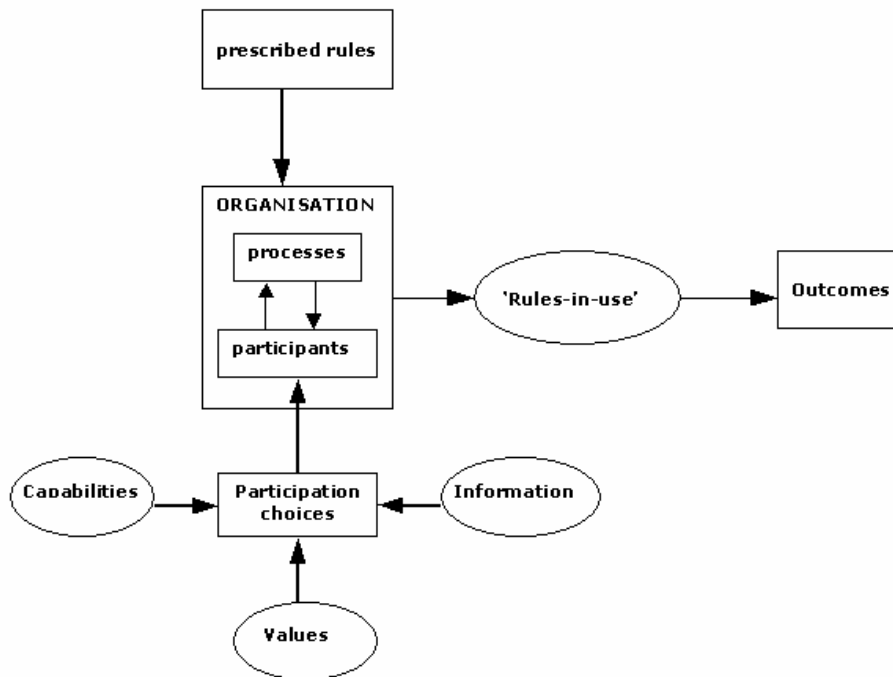 prescribed rules
ORGANISATION
processes
participants
'Rules-in-use'
Outcomes
Capabilities
Participation
choices
Information
Values